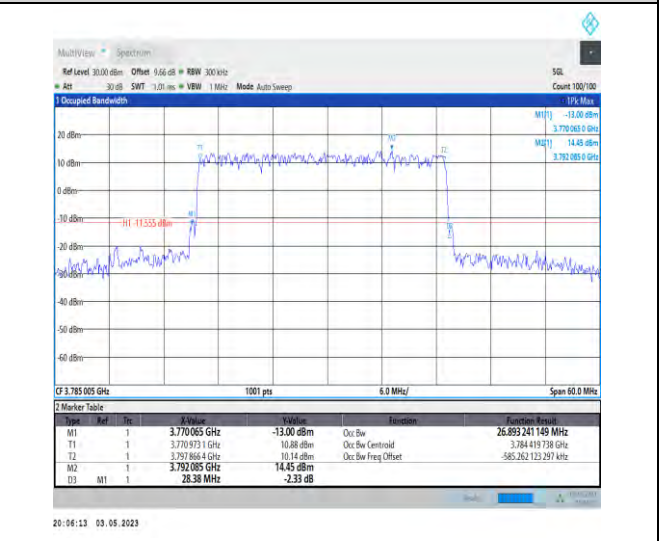 MultiView Spectrum
Ref Level 30.00 dBm Offset 9.66 dB RBW 300 kHz SGL
Att 30 dB SWT 1.01 ms VBW 1 MHz Mode Auto Sweep Count 100/100
1 Occupied Bandwidth 1Pk Max
M1[1] -13.00 dBm
3.770 065 0 GHz
M2[1] 14.45 dBm
3.792 085 0 GHz
20 dBm
M2
T1 T2
10 dBm
0 dBm
-10 dBm
M1
H1 -11.555 dBm
-20 dBm
-30 dBm
-40 dBm
-50 dBm
-60 dBm
CF 3.785 005 GHz 1001 pts 6.0 MHz/ Span 60.0 MHz
2 Marker Table
Type Ref Trc X-Value Y-Value Function Function Result
M1 1 3.770 065 GHz -13.00 dBm Occ Bw 26.893 241 149 MHz
T1 1 3.770 973 1 GHz 10.88 dBm Occ Bw Centroid 3.784 419 738 GHz
T2 1 3.797 866 4 GHz 10.14 dBm Occ Bw Freq Offset -585.262 123 297 kHz
M2 1 3.792 085 GHz 14.45 dBm
D3 M1 1 28.38 MHz -2.33 dB
20:06:13 03.05.2023